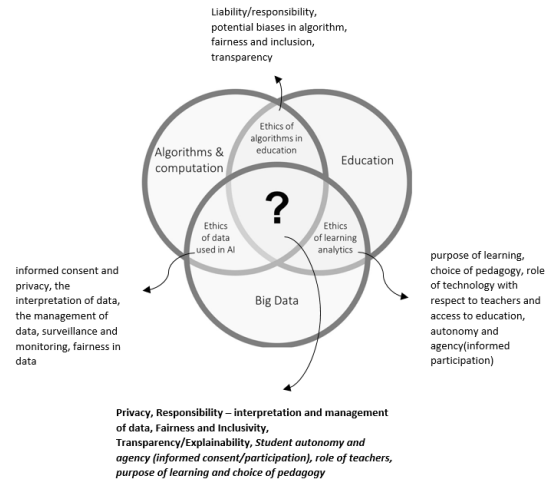 Liability/responsibility,
potential biases in algorithm,
fairness and inclusion,
transparency
Ethics of
algorithms in
education
Algorithms &
computation
Education
?
Ethics
of data
used in AI
Ethics
of learning
analytics
Big Data
informed consent and
privacy, the
interpretation of data,
the management of
data, surveillance and
monitoring, fairness in
data
purpose of learning,
choice of pedagogy, role
of technology with
respect to teachers and
access to education,
autonomy and
agency(informed
participation)
Privacy, Responsibility – interpretation and management
of data, Fairness and Inclusivity,
Transparency/Explainability, Student autonomy and
agency (informed consent/participation), role of teachers,
purpose of learning and choice of pedagogy